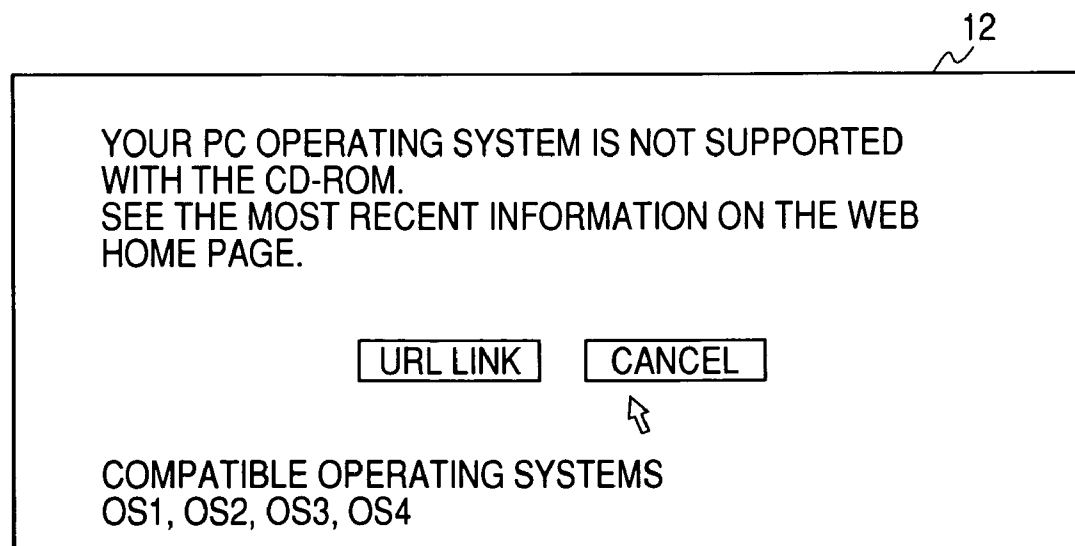 12
YOUR PC OPERATING SYSTEM IS NOT SUPPORTED
WITH THE CD-ROM.
SEE THE MOST RECENT INFORMATION ON THE WEB
HOME PAGE.
URL LINK CANCEL
COMPATIBLE OPERATING SYSTEMS
OS1, OS2, OS3, OS4